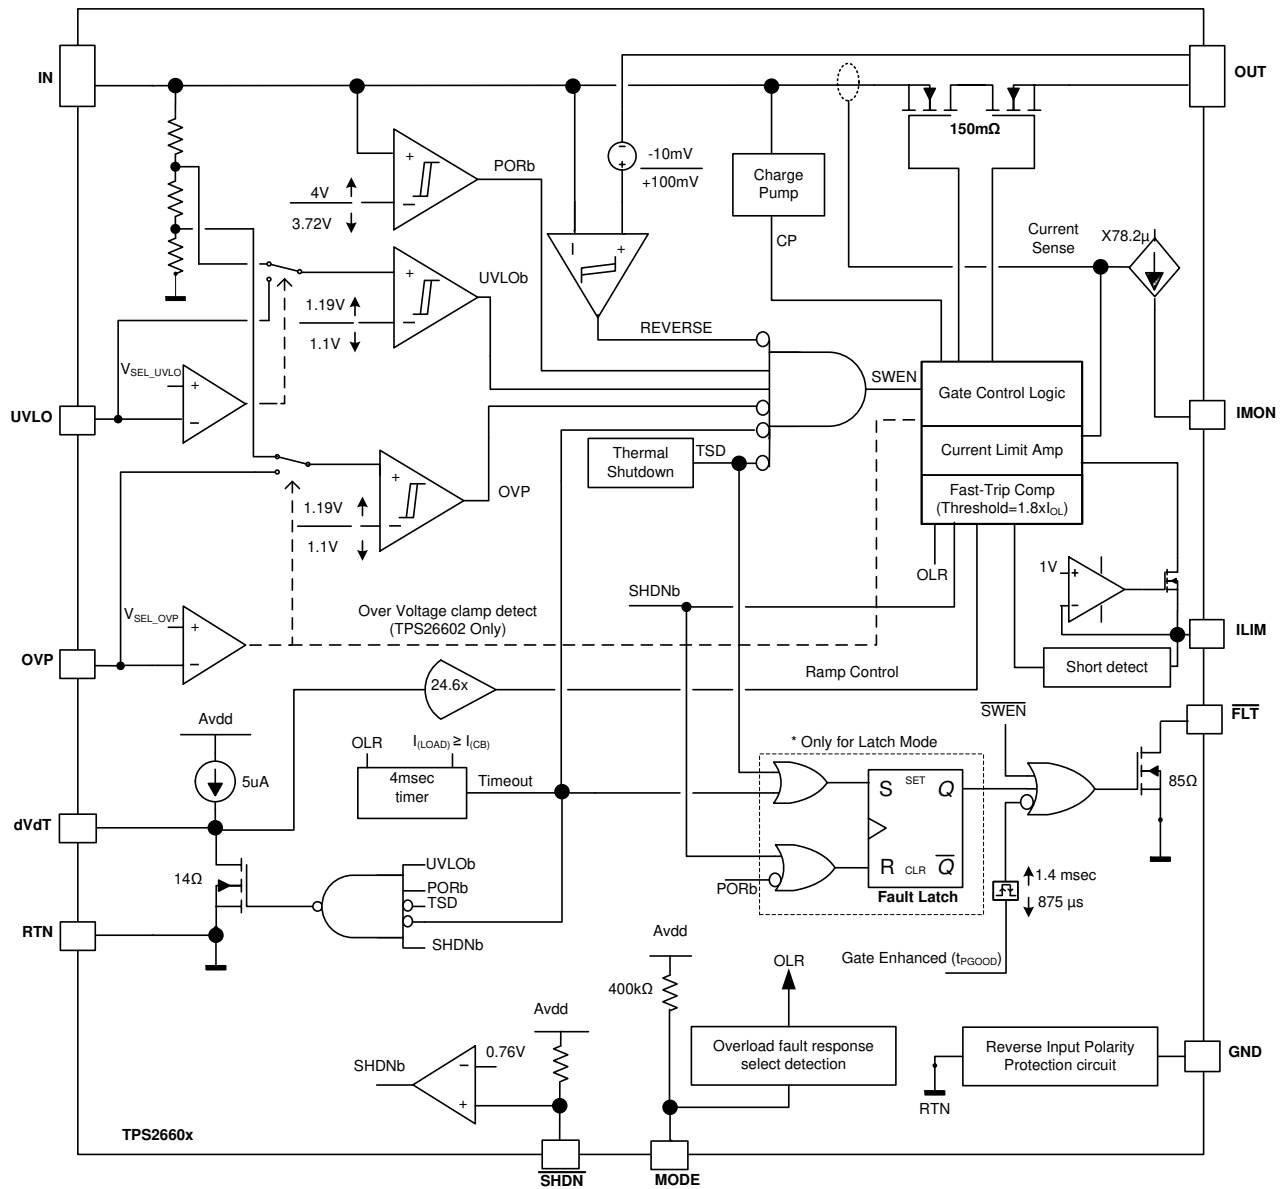 IN
OUT
150mΩ
PORb
-10mV
+100mV
Charge
Pump
4V
3.72V
CP
Current
Sense
X78.2µ
UVLOb
1.19V
1.1V
REVERSE
VSEL_UVLO
SWEN
Gate Control Logic
UVLO
IMON
Thermal
Shutdown
TSD
Current Limit Amp
Fast-Trip Comp
(Threshold=1.8xIOL)
OVP
1.19V
1.1V
OLR
1V
SHDNb
VSEL_OVP
Over Voltage clamp detect
(TPS26602 Only)
OVP
ILIM
Short detect
24.6x
Ramp Control
SWEN
FLT
Avdd
OLR
I(LOAD) ≥ I(CB)
* Only for Latch Mode
5uA
4msec
timer
Timeout
S SET Q
85Ω
dVdT
14Ω
UVLOb
PORb
TSD
SHDNb
PORb
R CLR Q
Fault Latch
1.4 msec
875 µs
RTN
Avdd
OLR
Gate Enhanced (tPGOOD)
400kΩ
Avdd
SHDNb
0.76V
Overload fault response
select detection
Reverse Input Polarity
Protection circuit
GND
RTN
TPS2660x
SHDN
MODE
+
−
+
−
+
−
+
−
+
−
−
+
I
+
+
−
−
+